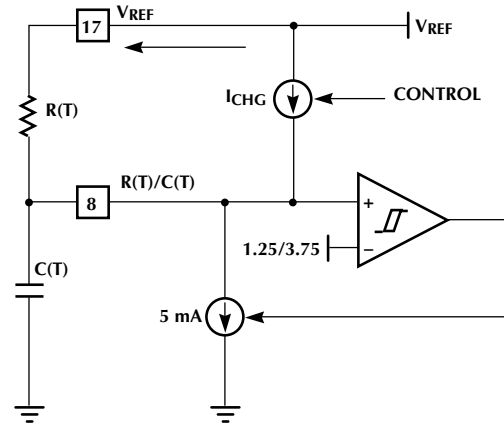 17
VREF
VREF
ICHG
CONTROL
R(T)
8
R(T)/C(T)
+
1.25/3.75
−
C(T)
5 mA